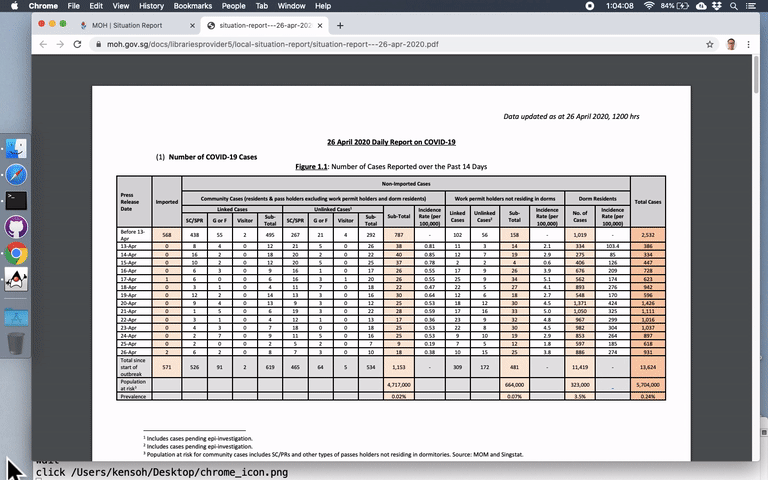 Chrome File Edit View History Bookmarks People Tab Window Help 1:04:08 84%
MOH | Situation Report
situation-report---26-apr-202
moh.gov.sg/docs/librariesprovider5/local-situation-report/situation-report---26-apr-2020.pdf
Data updated as at 26 April 2020, 1200 hrs
26 April 2020 Daily Report on COVID-19
(1) Number of COVID-19 Cases
Figure 1.1: Number of Cases Reported over the Past 14 Days
Press Release Date
Imported
Non-Imported Cases
Total Cases
Community Cases (residents & pass holders excluding work permit holders and dorm residents)
Work permit holders not residing in dorms
Dorm Residents
Linked Cases
Unlinked Cases¹
Sub-Total
Incidence Rate (per 100,000)
Linked Cases
Unlinked Cases²
Sub-Total
Incidence Rate (per 100,000)
No. of Cases
Incidence Rate (per 100,000)
SC/SPR G or F Visitor Sub-Total SC/SPR G or F Visitor Sub-Total
Before 13-Apr 568 438 55 2 495 267 21 4 292 787 - 102 56 158 - 1,019 - 2,532
13-Apr 0 8 4 0 12 21 5 0 26 38 0.81 11 3 14 2.1 334 103.4 386
14-Apr 0 16 2 0 18 20 2 0 22 40 0.85 12 7 19 2.9 275 85 334
15-Apr 0 10 2 0 12 20 5 0 25 37 0.78 2 2 4 0.6 406 126 447
16-Apr 0 6 3 0 9 16 1 0 17 26 0.55 17 9 26 3.9 676 209 728
17-Apr 1 6 0 0 6 16 3 1 20 26 0.55 25 9 34 5.1 562 174 623
18-Apr 0 3 1 0 4 11 7 0 18 22 0.47 22 5 27 4.1 893 276 942
19-Apr 0 12 2 0 14 13 3 0 16 30 0.64 12 6 18 2.7 548 170 596
20-Apr 0 9 4 0 13 9 3 0 12 25 0.53 18 12 30 4.5 1,371 424 1,426
21-Apr 0 1 5 0 6 19 3 0 22 28 0.59 17 16 33 5.0 1,050 325 1,111
22-Apr 0 3 1 0 4 12 1 0 13 17 0.36 23 9 32 4.8 967 299 1,016
23-Apr 0 4 3 0 7 18 0 0 18 25 0.53 22 8 30 4.5 982 304 1,037
24-Apr 0 2 7 0 9 11 5 0 16 25 0.53 9 10 19 2.9 853 264 897
25-Apr 0 2 0 0 2 5 2 0 7 9 0.19 7 5 12 1.8 597 185 618
26-Apr 2 6 2 0 8 7 3 0 10 18 0.38 10 15 25 3.8 886 274 931
Total since start of outbreak 571 526 91 2 619 465 64 5 534 1,153 - 309 172 481 - 11,419 - 13,624
Population at risk³ 4,717,000 - 664,000 323,000 - 5,704,000
Prevalence 0.02% 0.07% 3.5% 0.24%
¹ Includes cases pending epi-investigation.
² Includes cases pending epi-investigation.
³ Population at risk for community cases includes SC/PRs and other types of passes holders not residing in dormitories. Source: MOM and Singstat.
wait
click /Users/kensoh/Desktop/chrome_icon.png